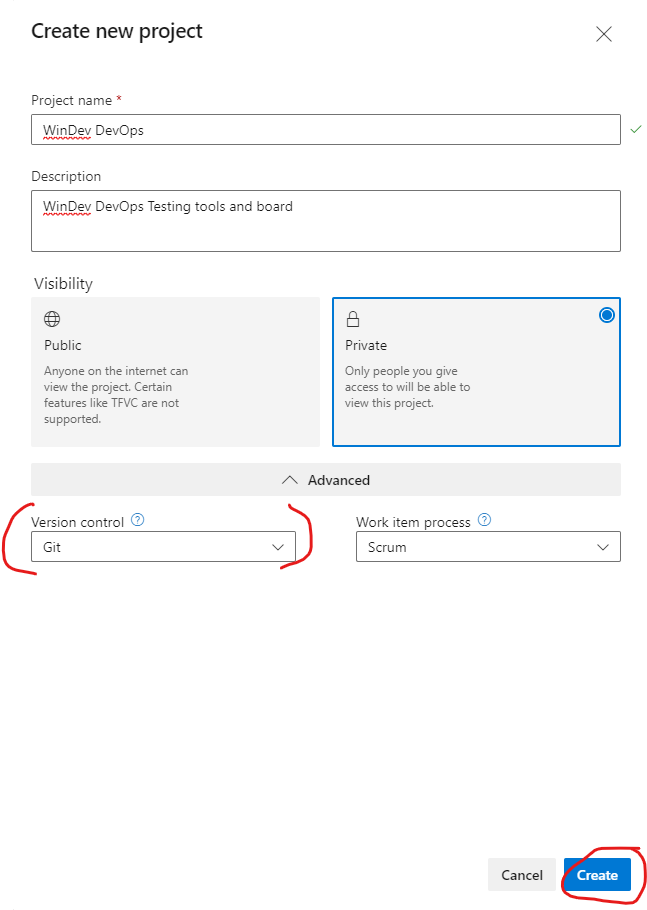 Create new project
Project name *
WinDev DevOps
Description
WinDev DevOps Testing tools and board
Visibility
Public
Anyone on the internet can
view the project. Certain
features like TFVC are not
supported.
Private
Only people you give
access to will be able to
view this project.
Advanced
Version control ?
Git
Work item process ?
Scrum
Cancel
Create